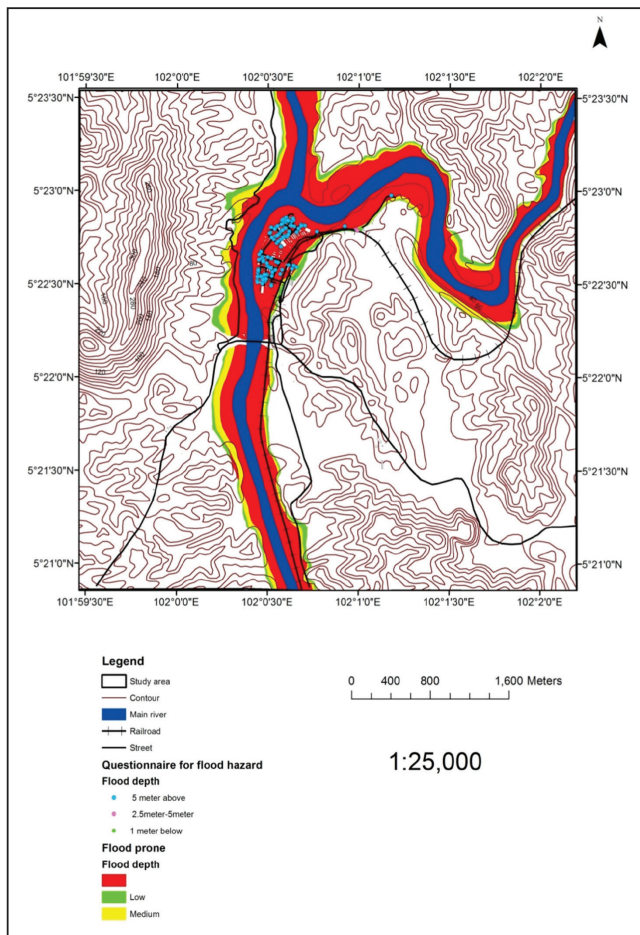 N
101°59'30"E 102°0'0"E 102°0'30"E 102°1'0"E 102°1'30"E 102°2'0"E
5°23'30"N 5°23'30"N
5°23'0"N 5°23'0"N
5°22'30"N 5°22'30"N
5°22'0"N 5°22'0"N
5°21'30"N 5°21'30"N
5°21'0"N 5°21'0"N
101°59'30"E 102°0'0"E 102°0'30"E 102°1'0"E 102°1'30"E 102°2'0"E
Legend
Study area
Contour
Main river
Railroad
Street
Questionnaire for flood hazard
Flood depth
5 meter above
2.5meter-5meter
1 meter below
Flood prone
Flood depth
Low
Medium
0 400 800 1,600 Meters
1:25,000